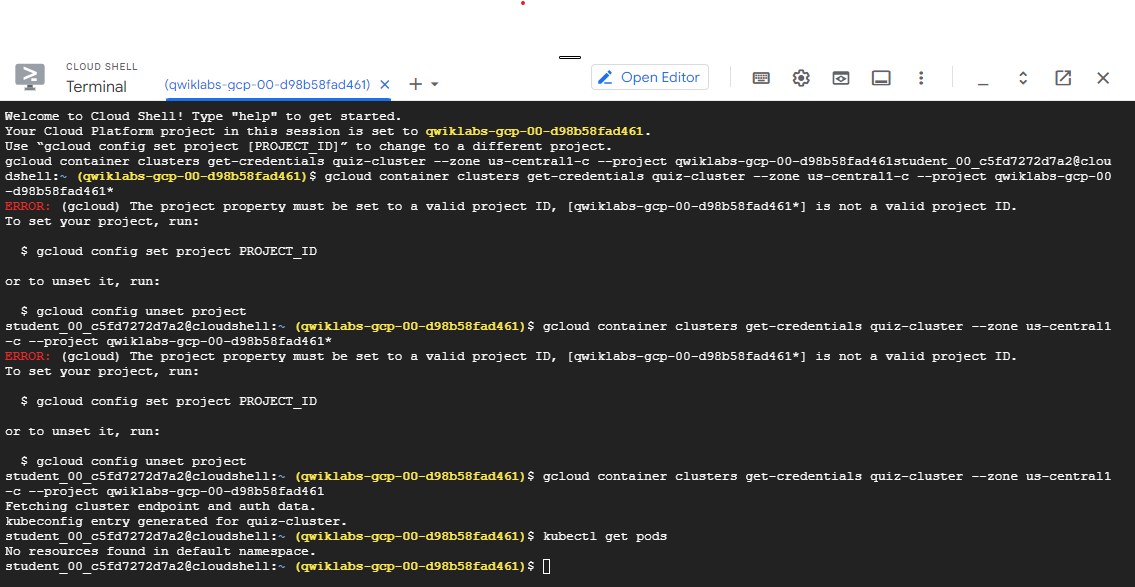 CLOUD SHELL
Terminal
(qwiklabs-gcp-00-d98b58fad461)
Open Editor
Welcome to Cloud Shell! Type "help" to get started.
Your Cloud Platform project in this session is set to qwiklabs-gcp-00-d98b58fad461.
Use “gcloud config set project [PROJECT_ID]” to change to a different project.
gcloud container clusters get-credentials quiz-cluster --zone us-central1-c --project qwiklabs-gcp-00-d98b58fad461student_00_c5fd7272d7a2@clou
dshell:~ (qwiklabs-gcp-00-d98b58fad461)$ gcloud container clusters get-credentials quiz-cluster --zone us-central1-c --project qwiklabs-gcp-00
-d98b58fad461*
ERROR: (gcloud) The project property must be set to a valid project ID, [qwiklabs-gcp-00-d98b58fad461*] is not a valid project ID.
To set your project, run:
$ gcloud config set project PROJECT_ID
or to unset it, run:
$ gcloud config unset project
student_00_c5fd7272d7a2@cloudshell:~ (qwiklabs-gcp-00-d98b58fad461)$ gcloud container clusters get-credentials quiz-cluster --zone us-central1
-c --project qwiklabs-gcp-00-d98b58fad461*
ERROR: (gcloud) The project property must be set to a valid project ID, [qwiklabs-gcp-00-d98b58fad461*] is not a valid project ID.
To set your project, run:
$ gcloud config set project PROJECT_ID
or to unset it, run:
$ gcloud config unset project
student_00_c5fd7272d7a2@cloudshell:~ (qwiklabs-gcp-00-d98b58fad461)$ gcloud container clusters get-credentials quiz-cluster --zone us-central1
-c --project qwiklabs-gcp-00-d98b58fad461
Fetching cluster endpoint and auth data.
kubeconfig entry generated for quiz-cluster.
student_00_c5fd7272d7a2@cloudshell:~ (qwiklabs-gcp-00-d98b58fad461)$ kubectl get pods
No resources found in default namespace.
student_00_c5fd7272d7a2@cloudshell:~ (qwiklabs-gcp-00-d98b58fad461)$